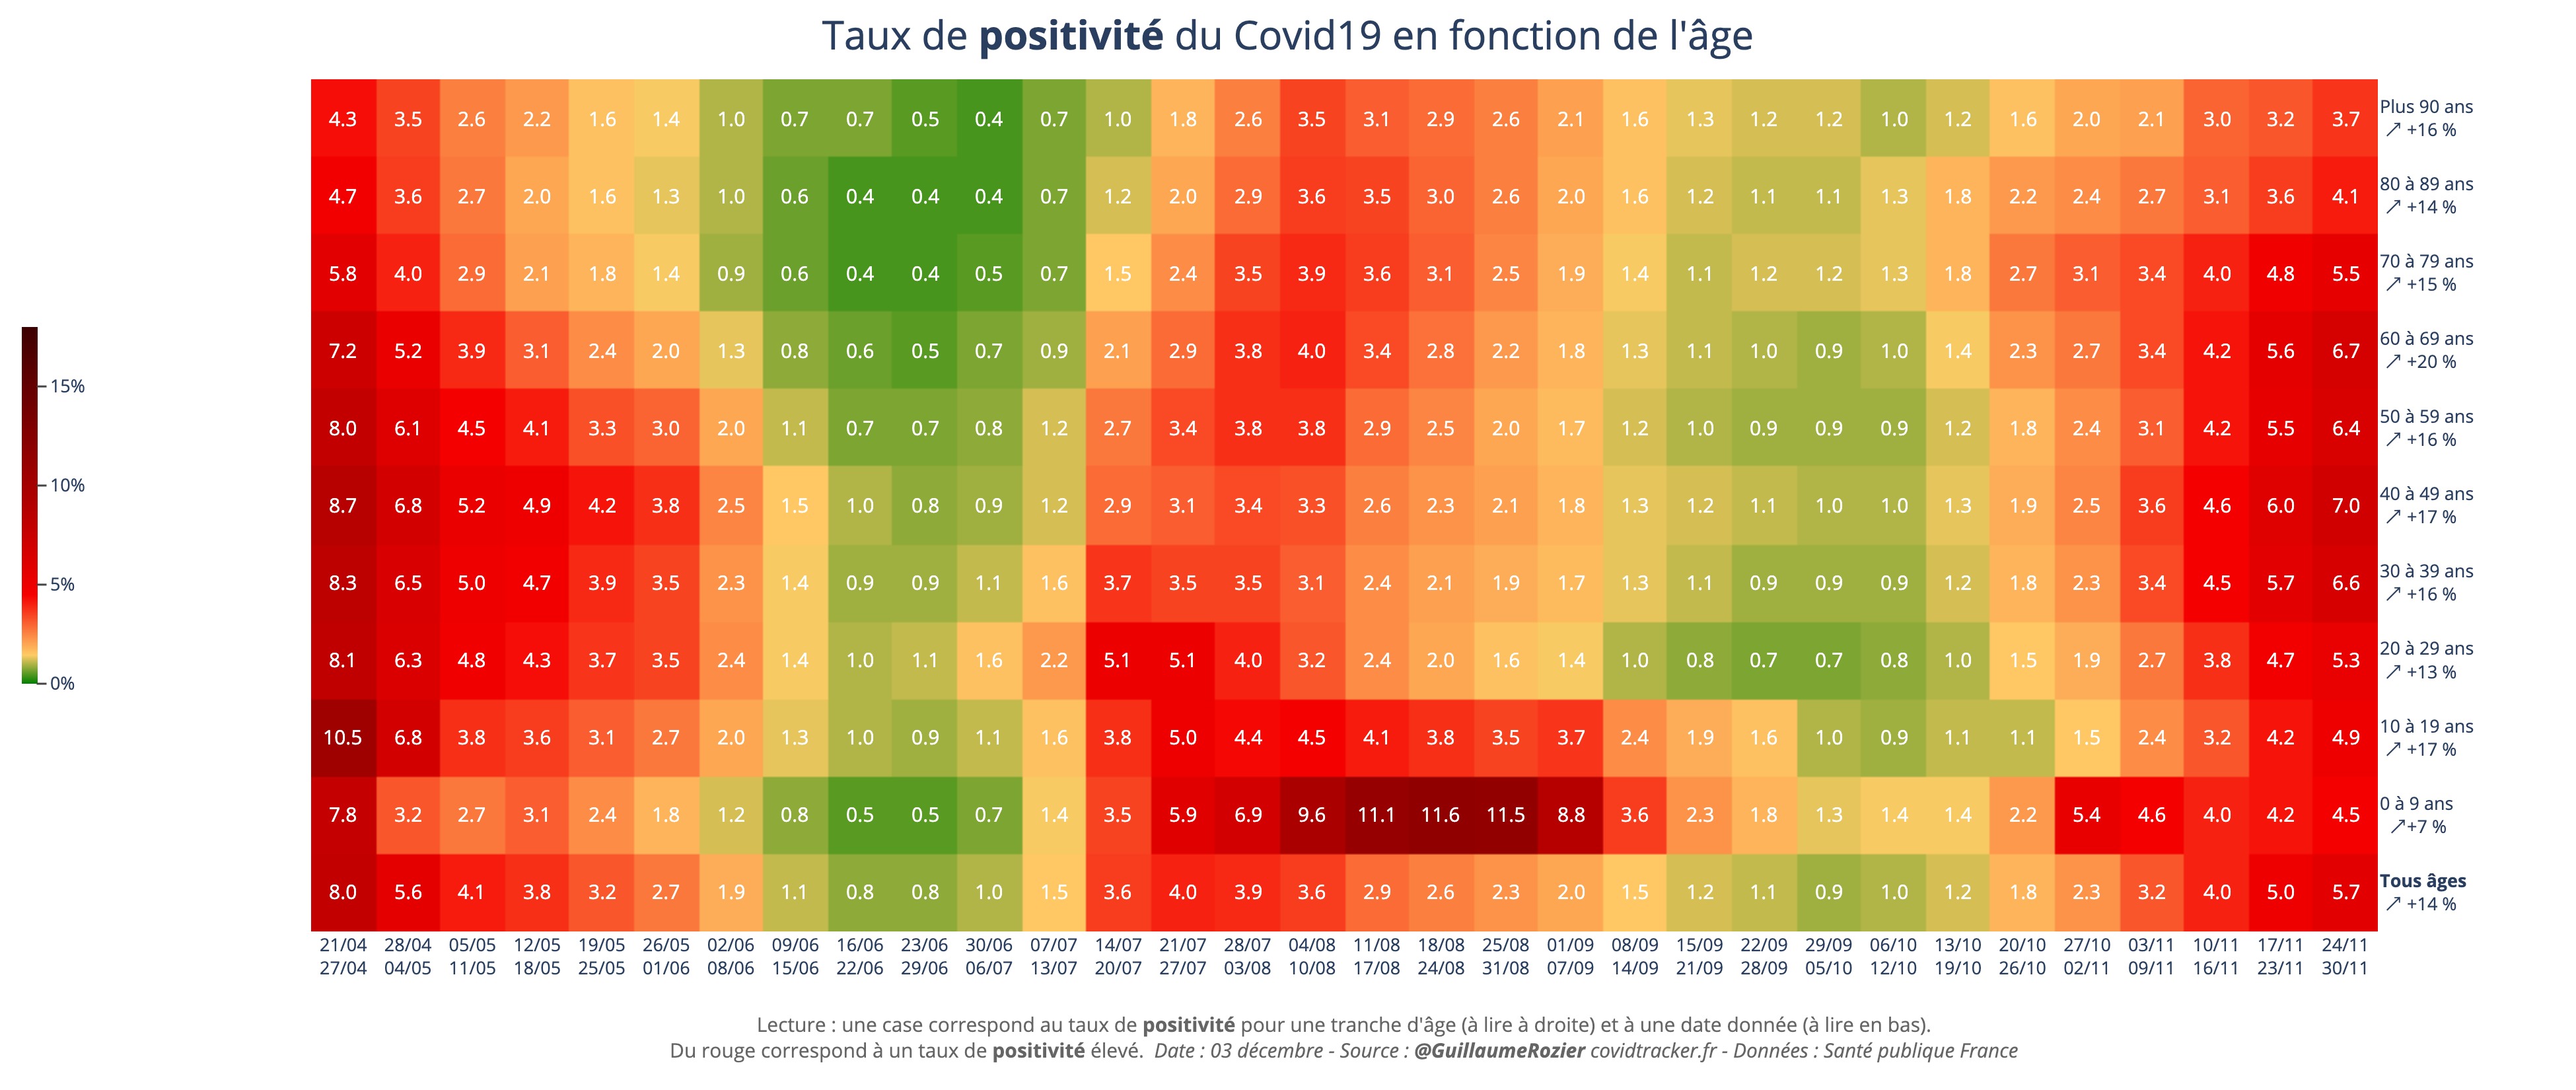 Taux de positivité du Covid19 en fonction de l'âge
4.3 3.5 2.6 2.2 1.6 1.4 1.0 0.7 0.7 0.5 0.4 0.7 1.0 1.8 2.6 3.5 3.1 2.9 2.6 2.1 1.6 1.3 1.2 1.2 1.0 1.2 1.6 2.0 2.1 3.0 3.2 3.7 Plus 90 ans
↗ +16 %
4.7 3.6 2.7 2.0 1.6 1.3 1.0 0.6 0.4 0.4 0.4 0.7 1.2 2.0 2.9 3.6 3.5 3.0 2.6 2.0 1.6 1.2 1.1 1.1 1.3 1.8 2.2 2.4 2.7 3.1 3.6 4.1 80 à 89 ans
↗ +14 %
5.8 4.0 2.9 2.1 1.8 1.4 0.9 0.6 0.4 0.4 0.5 0.7 1.5 2.4 3.5 3.9 3.6 3.1 2.5 1.9 1.4 1.1 1.2 1.2 1.3 1.8 2.7 3.1 3.4 4.0 4.8 5.5 70 à 79 ans
↗ +15 %
7.2 5.2 3.9 3.1 2.4 2.0 1.3 0.8 0.6 0.5 0.7 0.9 2.1 2.9 3.8 4.0 3.4 2.8 2.2 1.8 1.3 1.1 1.0 0.9 1.0 1.4 2.3 2.7 3.4 4.2 5.6 6.7 60 à 69 ans
↗ +20 %
8.0 6.1 4.5 4.1 3.3 3.0 2.0 1.1 0.7 0.7 0.8 1.2 2.7 3.4 3.8 3.8 2.9 2.5 2.0 1.7 1.2 1.0 0.9 0.9 0.9 1.2 1.8 2.4 3.1 4.2 5.5 6.4 50 à 59 ans
↗ +16 %
8.7 6.8 5.2 4.9 4.2 3.8 2.5 1.5 1.0 0.8 0.9 1.2 2.9 3.1 3.4 3.3 2.6 2.3 2.1 1.8 1.3 1.2 1.1 1.0 1.0 1.3 1.9 2.5 3.6 4.6 6.0 7.0 40 à 49 ans
↗ +17 %
8.3 6.5 5.0 4.7 3.9 3.5 2.3 1.4 0.9 0.9 1.1 1.6 3.7 3.5 3.5 3.1 2.4 2.1 1.9 1.7 1.3 1.1 0.9 0.9 0.9 1.2 1.8 2.3 3.4 4.5 5.7 6.6 30 à 39 ans
↗ +16 %
8.1 6.3 4.8 4.3 3.7 3.5 2.4 1.4 1.0 1.1 1.6 2.2 5.1 5.1 4.0 3.2 2.4 2.0 1.6 1.4 1.0 0.8 0.7 0.7 0.8 1.0 1.5 1.9 2.7 3.8 4.7 5.3 20 à 29 ans
↗ +13 %
10.5 6.8 3.8 3.6 3.1 2.7 2.0 1.3 1.0 0.9 1.1 1.6 3.8 5.0 4.4 4.5 4.1 3.8 3.5 3.7 2.4 1.9 1.6 1.0 0.9 1.1 1.1 1.5 2.4 3.2 4.2 4.9 10 à 19 ans
↗ +17 %
7.8 3.2 2.7 3.1 2.4 1.8 1.2 0.8 0.5 0.5 0.7 1.4 3.5 5.9 6.9 9.6 11.1 11.6 11.5 8.8 3.6 2.3 1.8 1.3 1.4 1.4 2.2 5.4 4.6 4.0 4.2 4.5 0 à 9 ans
↗+7 %
8.0 5.6 4.1 3.8 3.2 2.7 1.9 1.1 0.8 0.8 1.0 1.5 3.6 4.0 3.9 3.6 2.9 2.6 2.3 2.0 1.5 1.2 1.1 0.9 1.0 1.2 1.8 2.3 3.2 4.0 5.0 5.7 Tous âges
↗ +14 %
15%
10%
5%
0%
21/04 28/04 05/05 12/05 19/05 26/05 02/06 09/06 16/06 23/06 30/06 07/07 14/07 21/07 28/07 04/08 11/08 18/08 25/08 01/09 08/09 15/09 22/09 29/09 06/10 13/10 20/10 27/10 03/11 10/11 17/11 24/11
27/04 04/05 11/05 18/05 25/05 01/06 08/06 15/06 22/06 29/06 06/07 13/07 20/07 27/07 03/08 10/08 17/08 24/08 31/08 07/09 14/09 21/09 28/09 05/10 12/10 19/10 26/10 02/11 09/11 16/11 23/11 30/11
Lecture : une case correspond au taux de positivité pour une tranche d'âge (à lire à droite) et à une date donnée (à lire en bas).
Du rouge correspond à un taux de positivité élevé. Date : 03 décembre - Source : @GuillaumeRozier covidtracker.fr - Données : Santé publique France